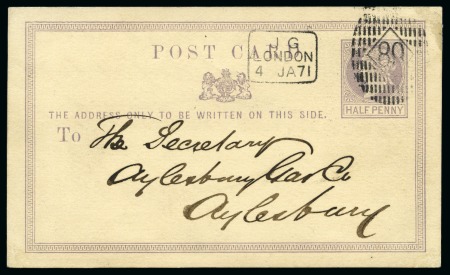 POST CARD
J G
LONDON
4 JA 71
90
HALF PENNY
THE ADDRESS ONLY TO BE WRITTEN ON THIS SIDE.
To
The Secretary
Aylesbury Gas Co
Aylesbury